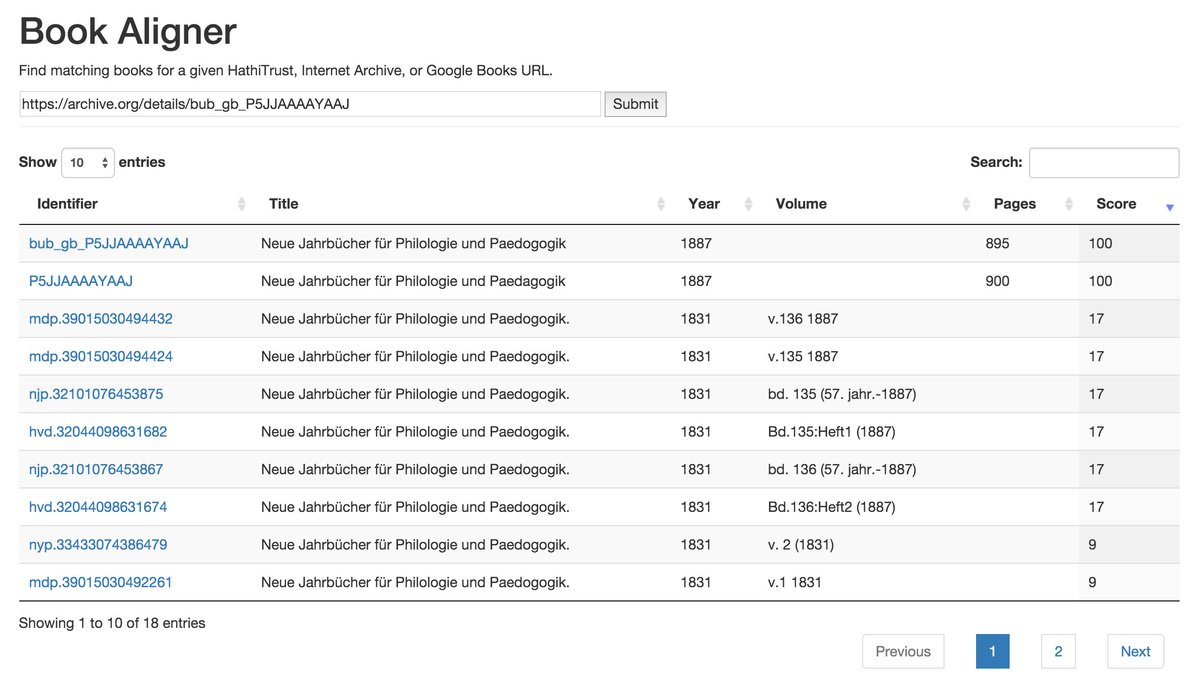 Book Aligner
Find matching books for a given HathiTrust, Internet Archive, or Google Books URL.
https://archive.org/details/bub_gb_P5JJAAAAYAAJ Submit
Show 10 entries Search:
Identifier Title Year Volume Pages Score
bub_gb_P5JJAAAAYAAJ Neue Jahrbücher für Philologie und Paedogogik 1887 895 100
P5JJAAAAYAAJ Neue Jahrbücher für Philologie und Paedagogik 1887 900 100
mdp.39015030494432 Neue Jahrbücher für Philologie und Paedogogik. 1831 v.136 1887 17
mdp.39015030494424 Neue Jahrbücher für Philologie und Paedogogik. 1831 v.135 1887 17
njp.32101076453875 Neue Jahrbücher für Philologie und Paedogogik. 1831 bd. 135 (57. jahr.-1887) 17
hvd.32044098631682 Neue Jahrbücher für Philologie und Paedogogik. 1831 Bd.135:Heft1 (1887) 17
njp.32101076453867 Neue Jahrbücher für Philologie und Paedogogik. 1831 bd. 136 (57. jahr.-1887) 17
hvd.32044098631674 Neue Jahrbücher für Philologie und Paedogogik. 1831 Bd.136:Heft2 (1887) 17
nyp.33433074386479 Neue Jahrbücher für Philologie und Paedogogik. 1831 v. 2 (1831) 9
mdp.39015030492261 Neue Jahrbücher für Philologie und Paedogogik. 1831 v.1 1831 9
Showing 1 to 10 of 18 entries
Previous 1 2 Next